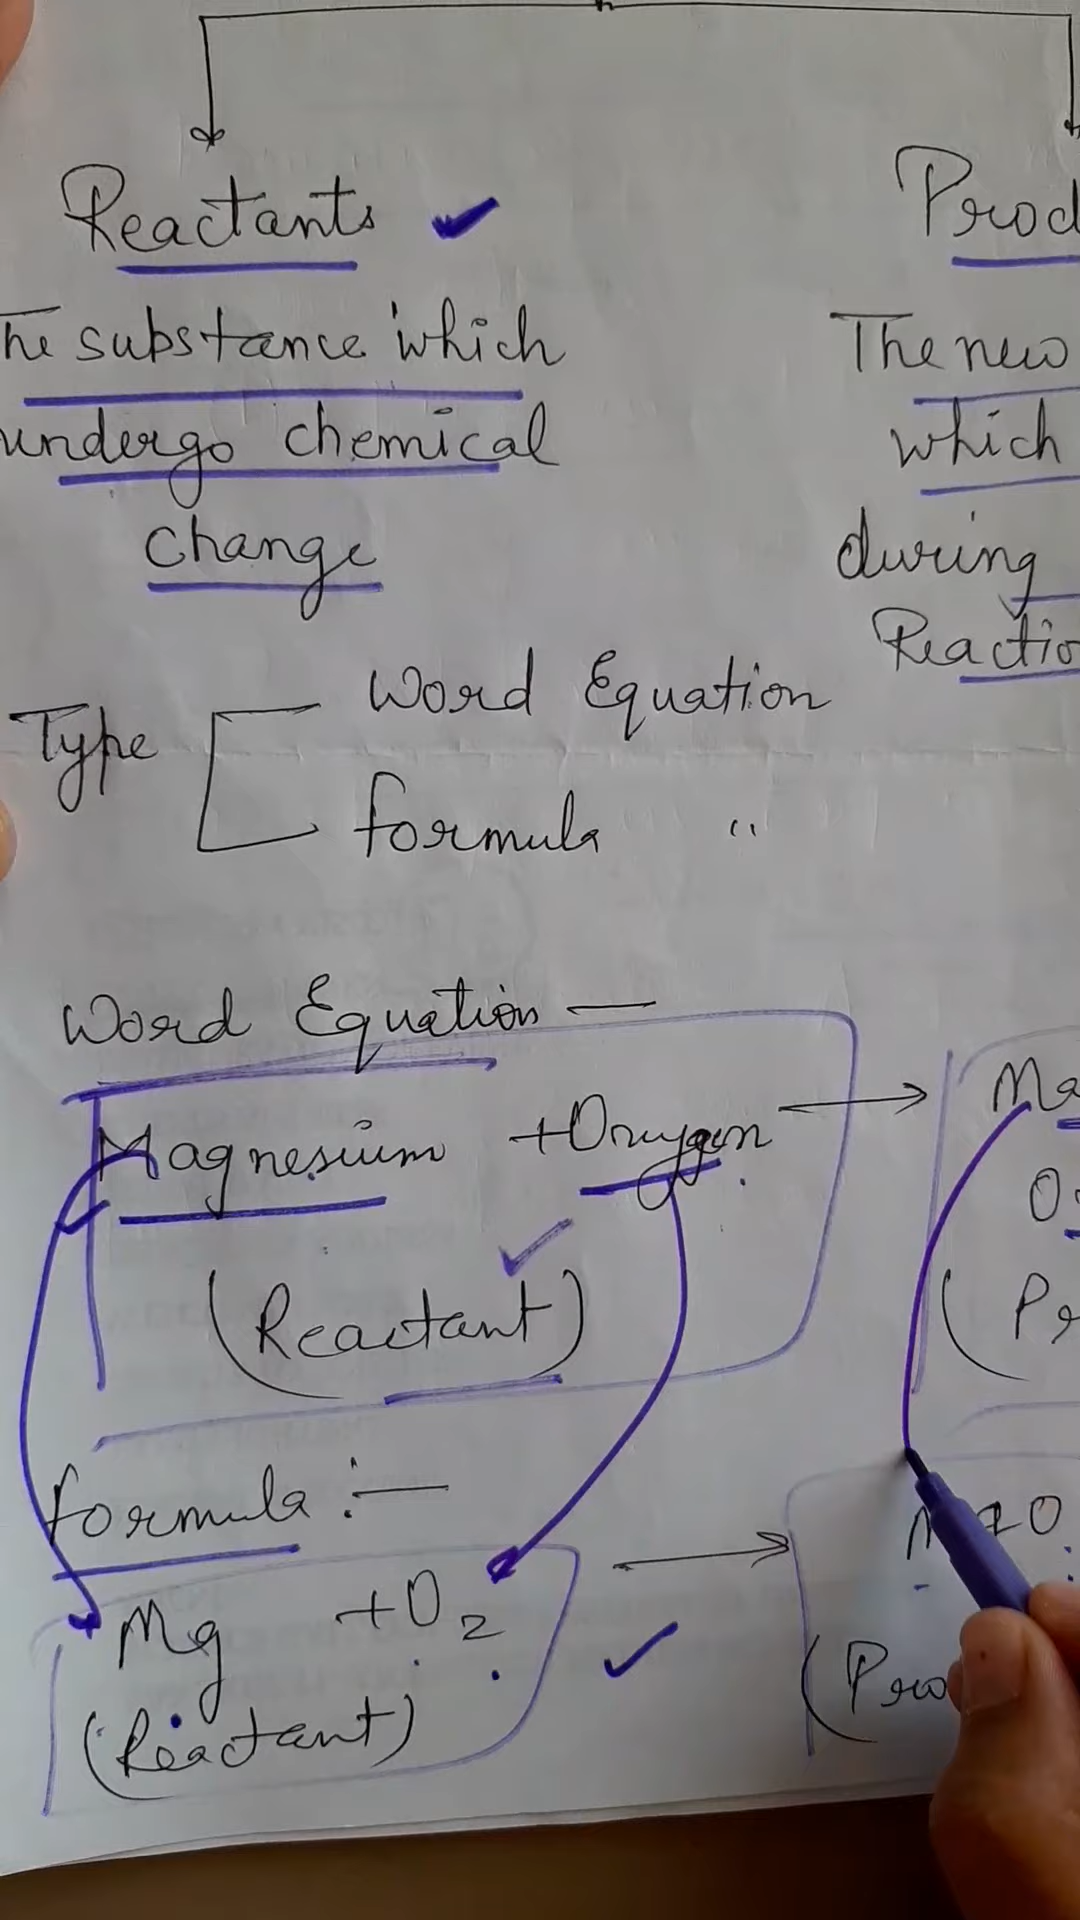 Reactants
Prod
The substance which
undergo chemical
change
The new
which
during
Reactio
Type
Word Equation
formula "
Word Equation —
Magnesium + Oxygen →
(Reactant)
Ma
O
(Pr
formula :—
Mg + O2 →
(Reactant)
MgO
(Pro